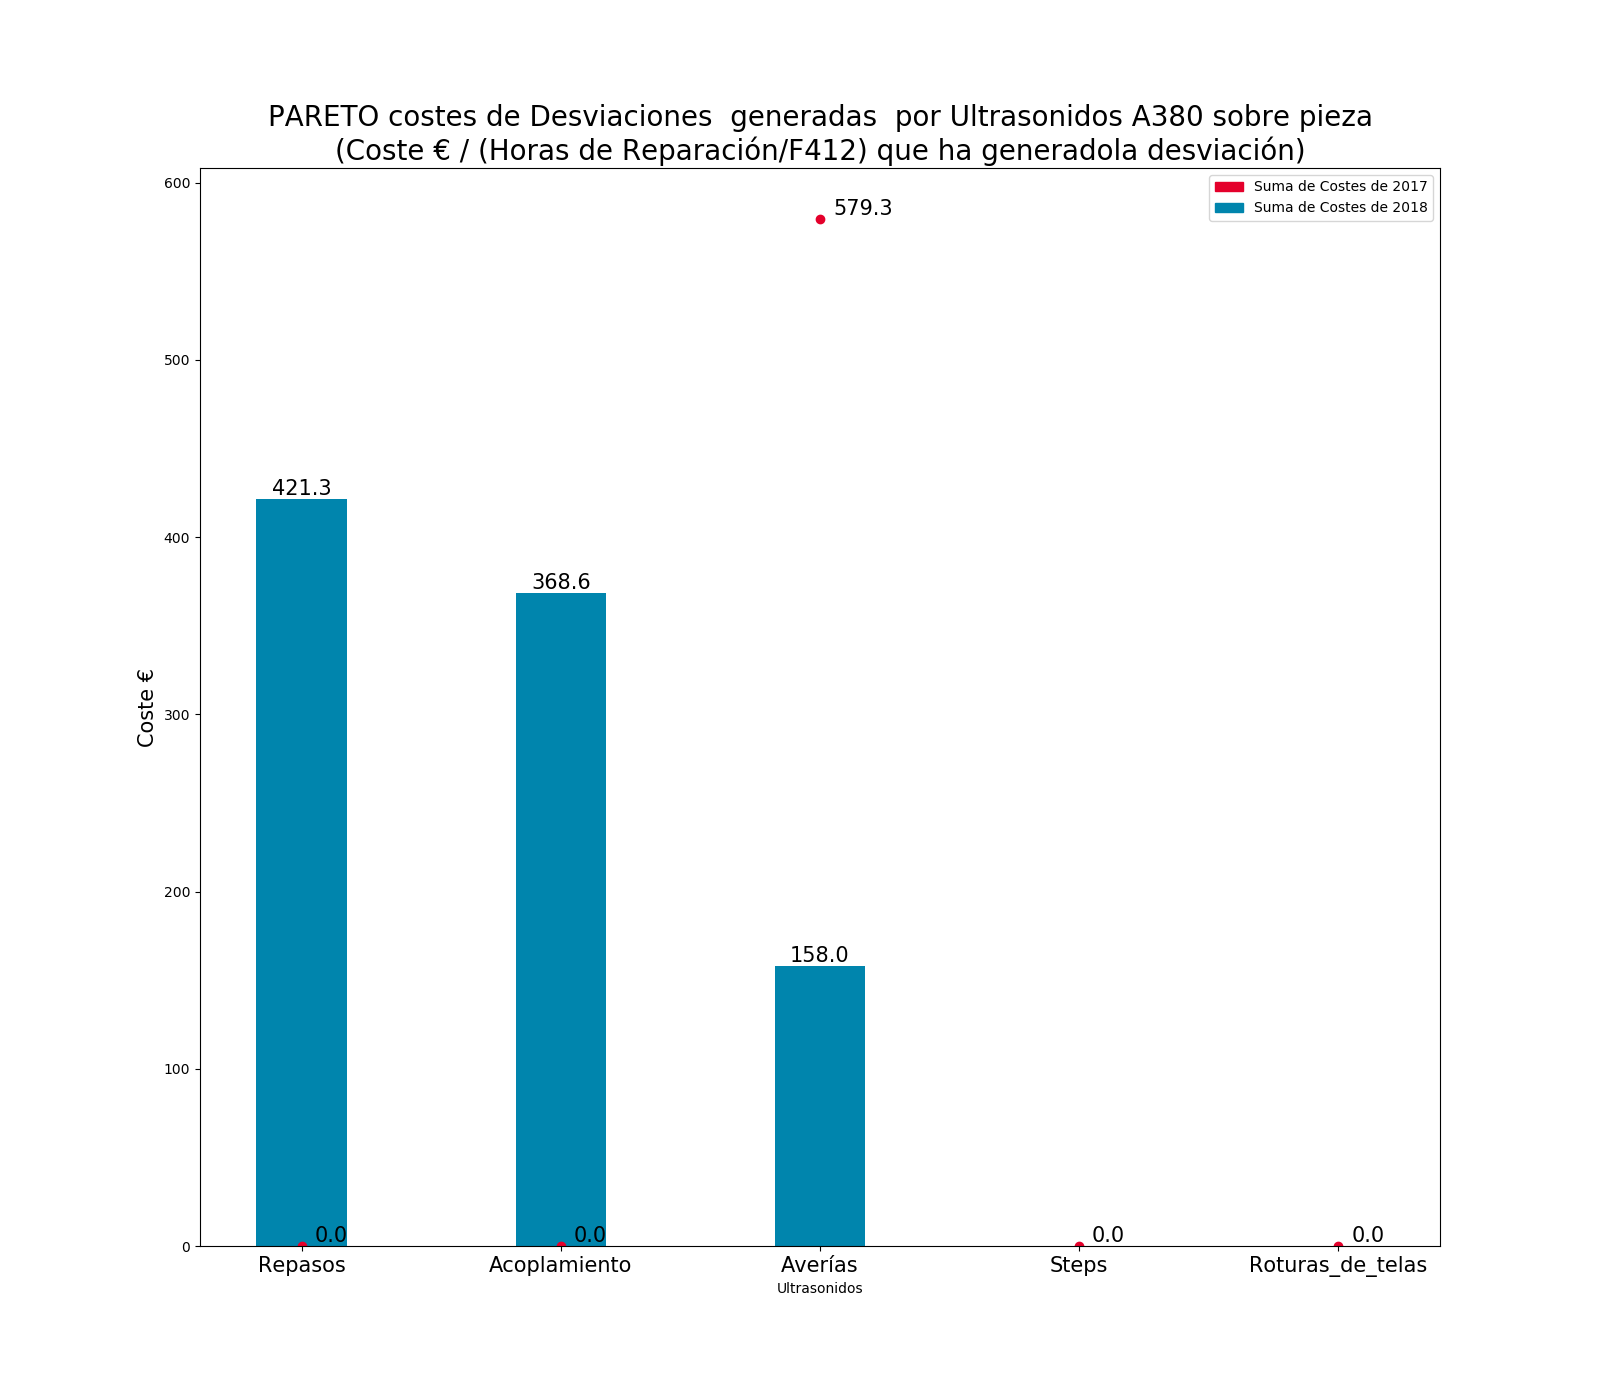 PARETO costes de Desviaciones  generadas  por Ultrasonidos A380 sobre pieza
(Coste € / (Horas de Reparación/F412) que ha generadola desviación)
Suma de Costes de 2017
Suma de Costes de 2018
600
500
400
300
200
100
0
Coste €
579.3
421.3
368.6
158.0
0.0
0.0
0.0
0.0
Repasos
Acoplamiento
Averías
Steps
Roturas_de_telas
Ultrasonidos